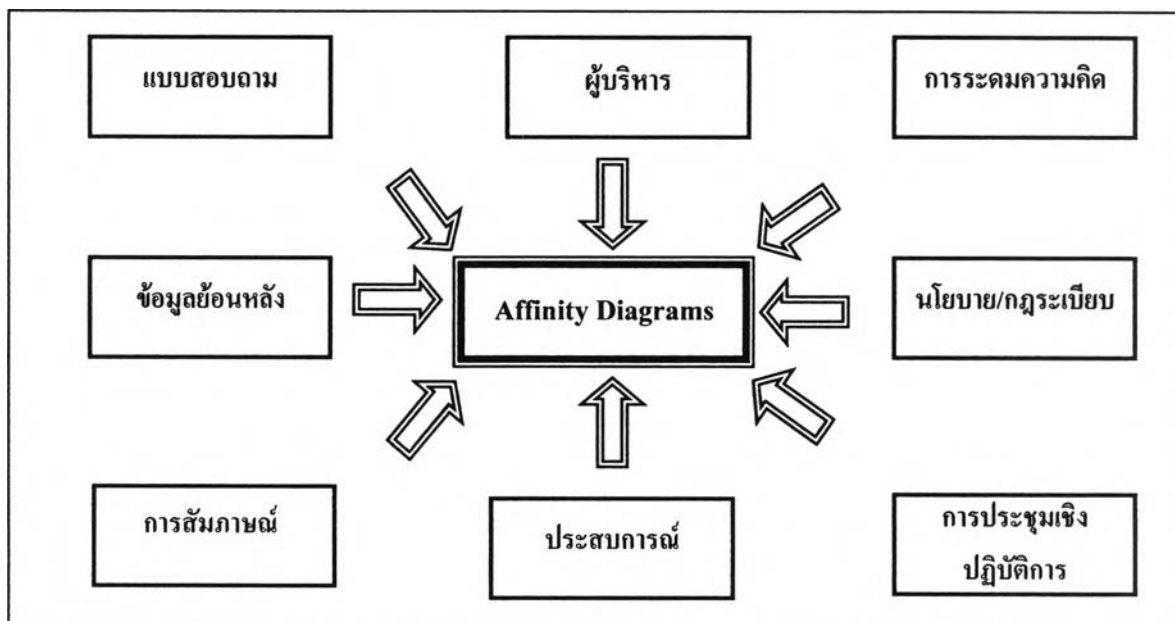 แบบสอบถาม
ผู้บริหาร
การระดมความคิด
ข้อมูลย้อนหลัง
Affinity Diagrams
นโยบาย/กฎระเบียบ
การสัมภาษณ์
ประสบการณ์
การประชุมเชิง
ปฏิบัติการ